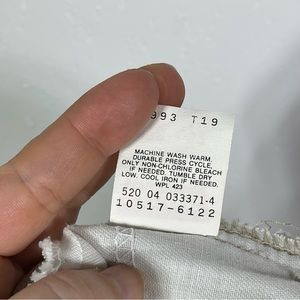 993 T19
MACHINE WASH WARM.
DURABLE PRESS CYCLE.
ONLY NON-CHLORINE BLEACH
IF NEEDED. TUMBLE DRY
LOW. COOL IRON IF NEEDED.
WPL 423
520 04 033371-4
10517-6122